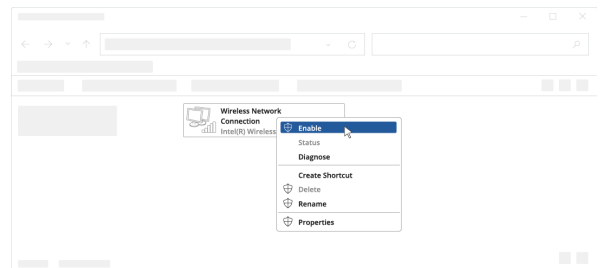 Wireless Network
Connection
Intel(R) Wireless
Enable
Status
Diagnose
Create Shortcut
Delete
Rename
Properties